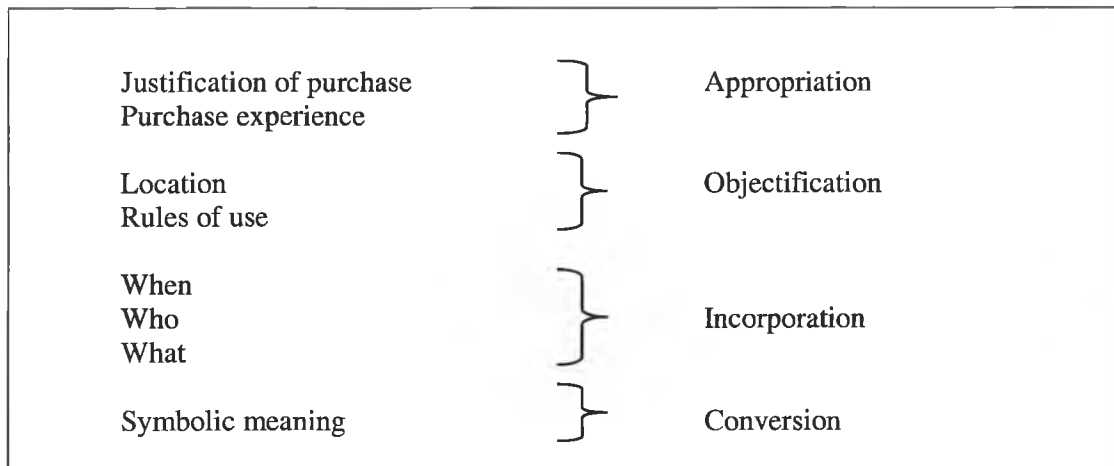 Justification of purchase
Purchase experience
Appropriation
Location
Rules of use
Objectification
When
Who
What
Incorporation
Symbolic meaning
Conversion